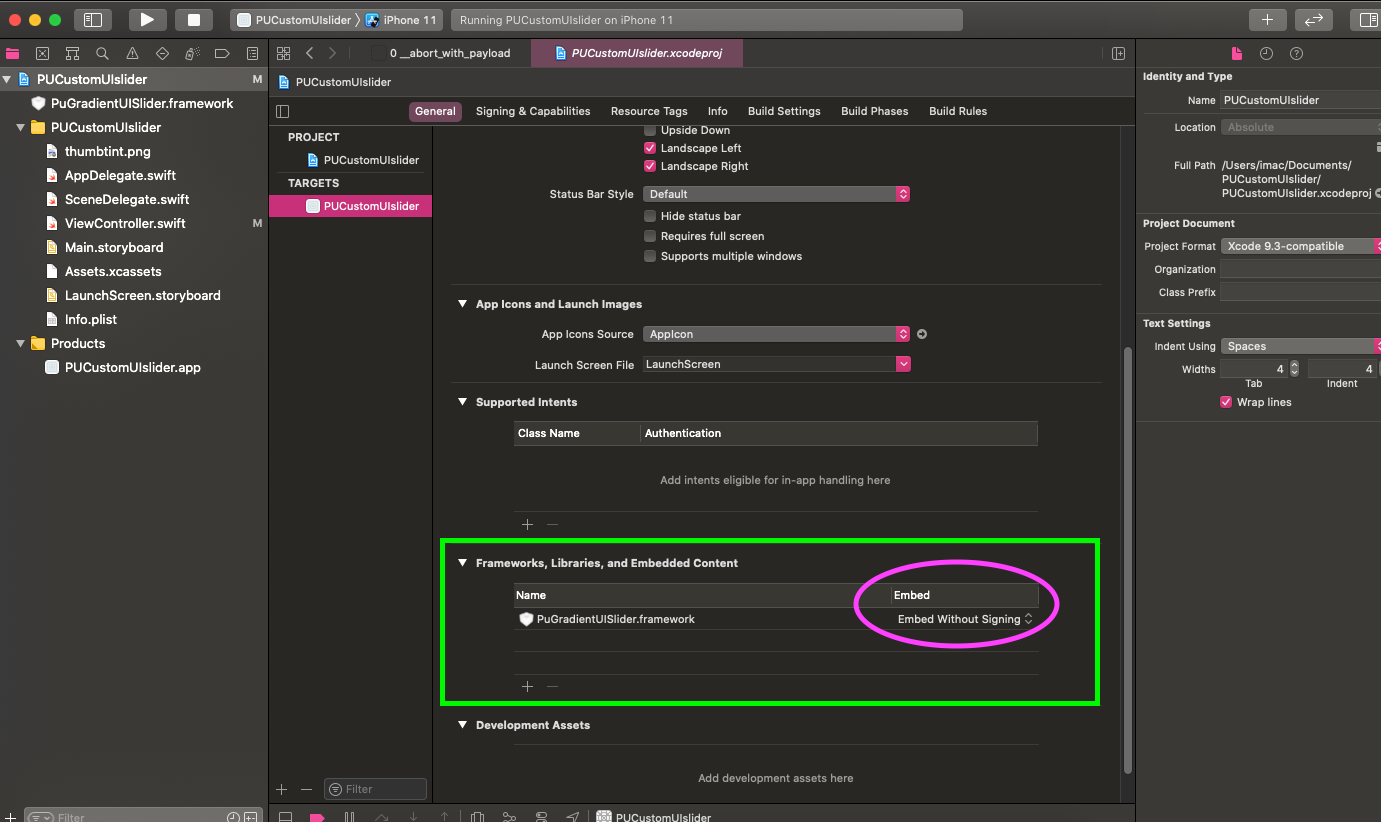 PUCustomUIslider
iPhone 11
Running PUCustomUIslider on iPhone 11
0 __abort_with_payload
PUCustomUIslider.xcodeproj
PUCustomUIslider M
PuGradientUISlider.framework
PUCustomUIslider
thumbtint.png
AppDelegate.swift
SceneDelegate.swift
ViewController.swift M
Main.storyboard
Assets.xcassets
LaunchScreen.storyboard
Info.plist
Products
PUCustomUIslider.app
Filter
PUCustomUIslider
General Signing & Capabilities Resource Tags Info Build Settings Build Phases Build Rules
PROJECT
PUCustomUIslider
TARGETS
PUCustomUIslider
Filter
Upside Down
Landscape Left
Landscape Right
Status Bar Style Default
Hide status bar
Requires full screen
Supports multiple windows
App Icons and Launch Images
App Icons Source AppIcon
Launch Screen File LaunchScreen
Supported Intents
Class Name Authentication
Add intents eligible for in-app handling here
Frameworks, Libraries, and Embedded Content
Name Embed
PuGradientUISlider.framework Embed Without Signing
Development Assets
Add development assets here
PUCustomUIslider
Identity and Type
Name PUCustomUIslider
Location Absolute
Full Path /Users/imac/Documents/
PUCustomUIslider/
PUCustomUIslider.xcodeproj
Project Document
Project Format Xcode 9.3-compatible
Organization
Class Prefix
Text Settings
Indent Using Spaces
Widths 4 4
Tab Indent
Wrap lines